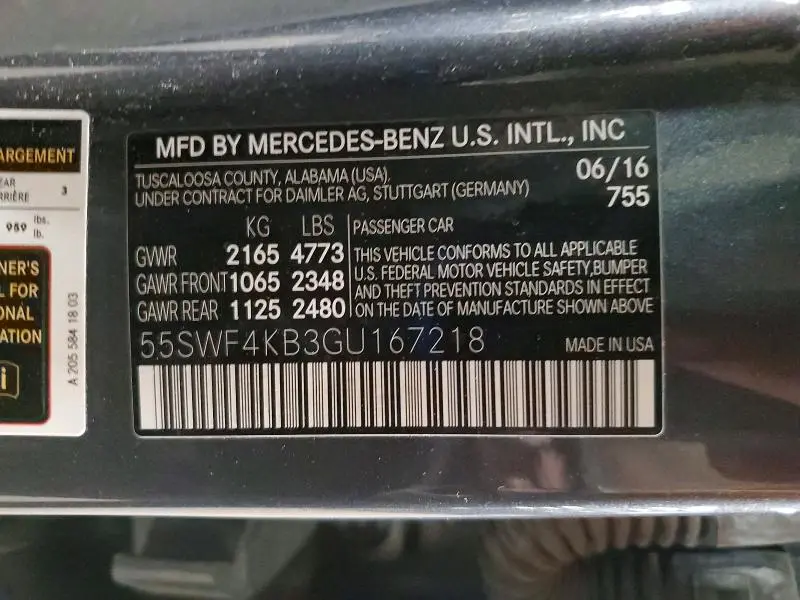 ARGEMENT
EAR
RRIÈRE 3
959 lbs.
lb.
NER'S
L FOR
ONAL
ATION
i
A 205 584 18 03
MFD BY MERCEDES-BENZ U.S. INTL., INC
TUSCALOOSA COUNTY, ALABAMA (USA). 06/16
UNDER CONTRACT FOR DAIMLER AG, STUTTGART (GERMANY) 755
KG LBS PASSENGER CAR
GVWR 2165 4773 THIS VEHICLE CONFORMS TO ALL APPLICABLE
U.S. FEDERAL MOTOR VEHICLE SAFETY,BUMPER
GAWR FRONT 1065 2348 AND THEFT PREVENTION STANDARDS IN EFFECT
GAWR REAR 1125 2480 ON THE DATE OF MANUFACTURE SHOWN ABOVE
55SWF4KB3GU167218 MADE IN USA